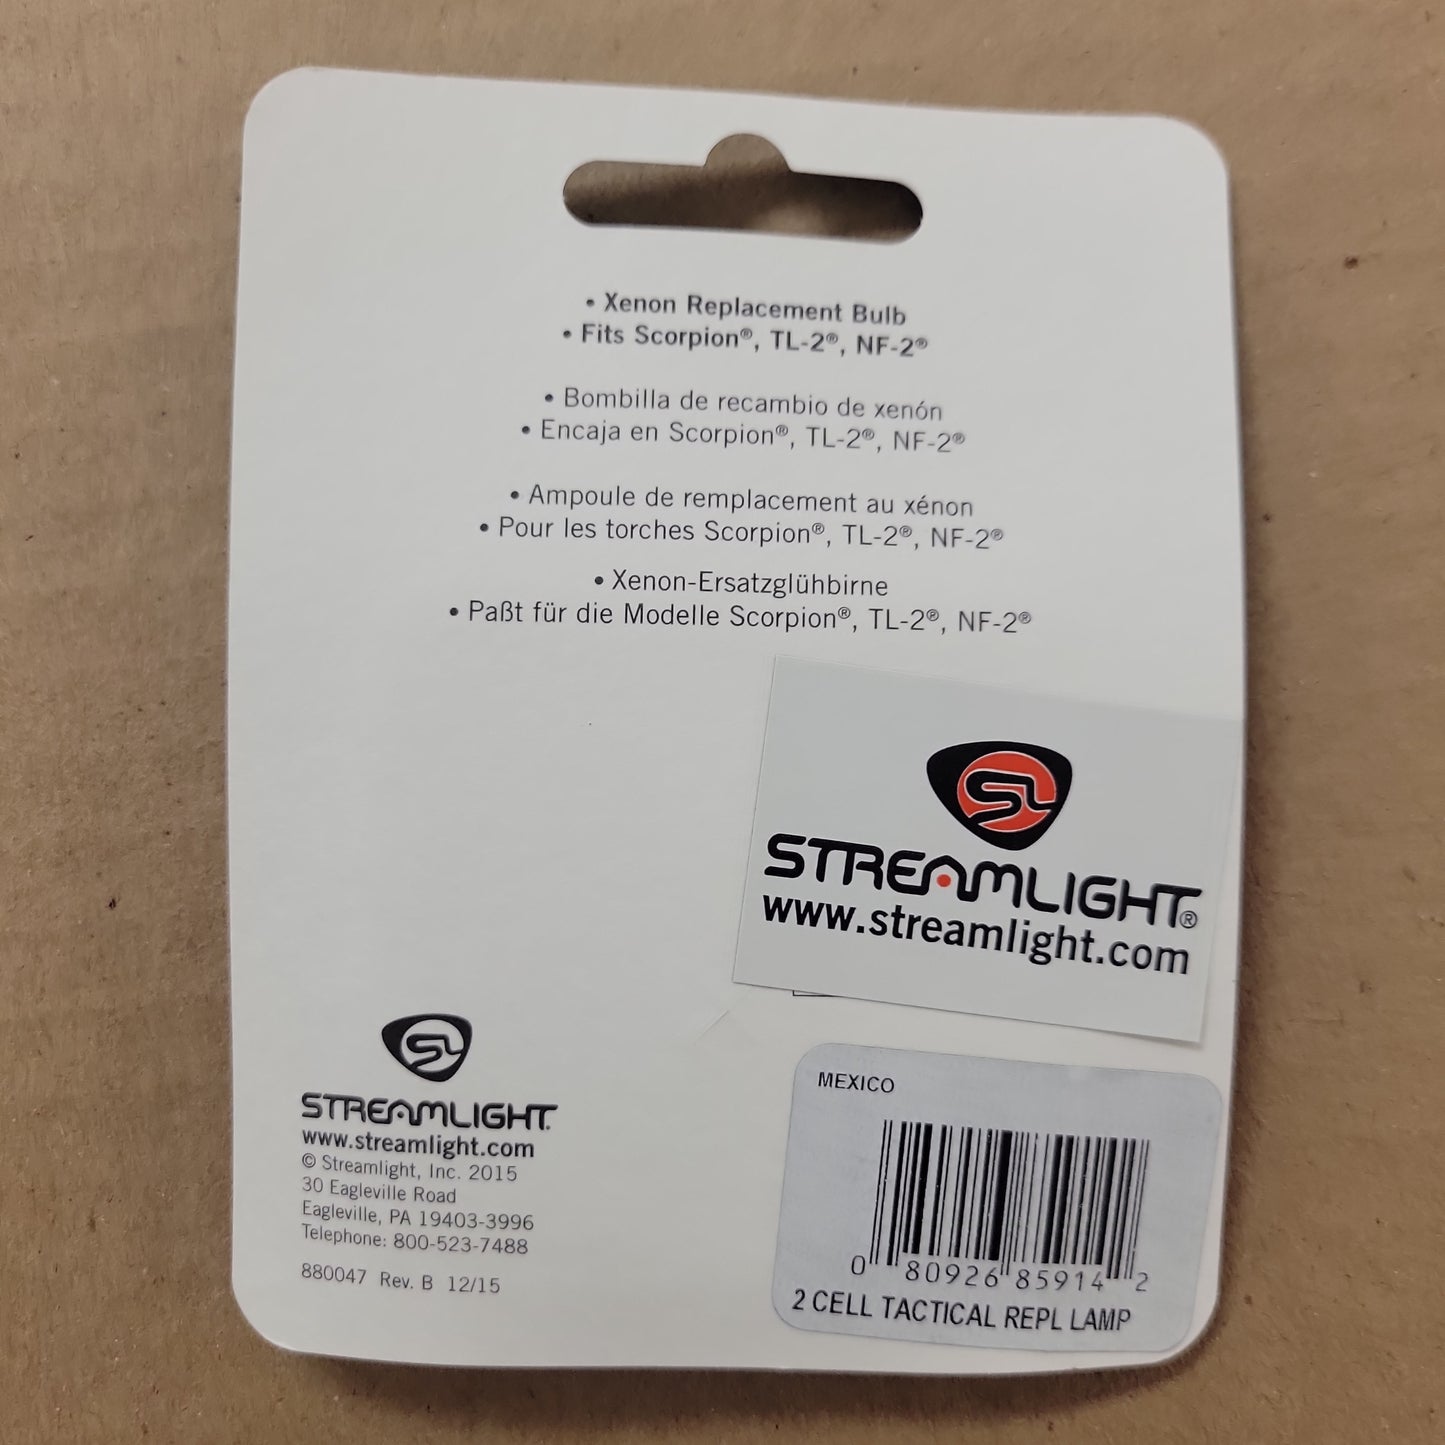 • Xenon Replacement Bulb
• Fits Scorpion®, TL-2®, NF-2®
• Bombilla de recambio de xenón
• Encaja en Scorpion®, TL-2®, NF-2®
• Ampoule de remplacement au xénon
• Pour les torches Scorpion®, TL-2®, NF-2®
• Xenon-Ersatzglühbirne
• Paßt für die Modelle Scorpion®, TL-2®, NF-2®
SL
STREAMLIGHT®
www.streamlight.com
SL
STREAMLIGHT®
www.streamlight.com
© Streamlight, Inc. 2015
30 Eagleville Road
Eagleville, PA 19403-3996
Telephone: 800-523-7488
880047 Rev. B 12/15
MEXICO
0 80926 85914 2
2 CELL TACTICAL REPL LAMP